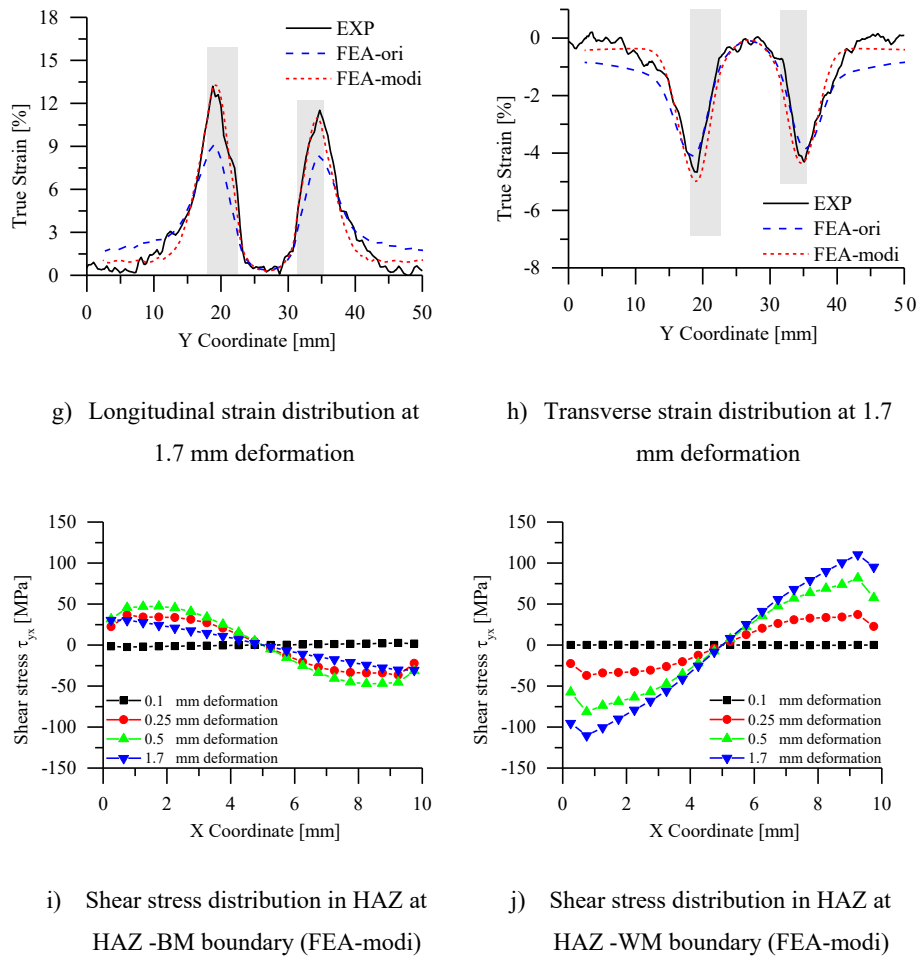 18
15
12
9
6
3
0
True Strain [%]
EXP
FEA-ori
FEA-modi
0 10 20 30 40 50
Y Coordinate [mm]
0
-2
-4
-6
-8
True Strain [%]
EXP
FEA-ori
FEA-modi
0 10 20 30 40 50
Y Coordinate [mm]
g) Longitudinal strain distribution at
1.7 mm deformation
h) Transverse strain distribution at 1.7
mm deformation
150
100
50
0
-50
-100
-150
Shear stress τyx [MPa]
0.1 mm deformation
0.25 mm deformation
0.5 mm deformation
1.7 mm deformation
0 2 4 6 8 10
X Coordinate [mm]
150
100
50
0
-50
-100
-150
Shear stress τyx [MPa]
0.1 mm deformation
0.25 mm deformation
0.5 mm deformation
1.7 mm deformation
0 2 4 6 8 10
X Coordinate [mm]
i) Shear stress distribution in HAZ at
HAZ -BM boundary (FEA-modi)
j) Shear stress distribution in HAZ at
HAZ -WM boundary (FEA-modi)